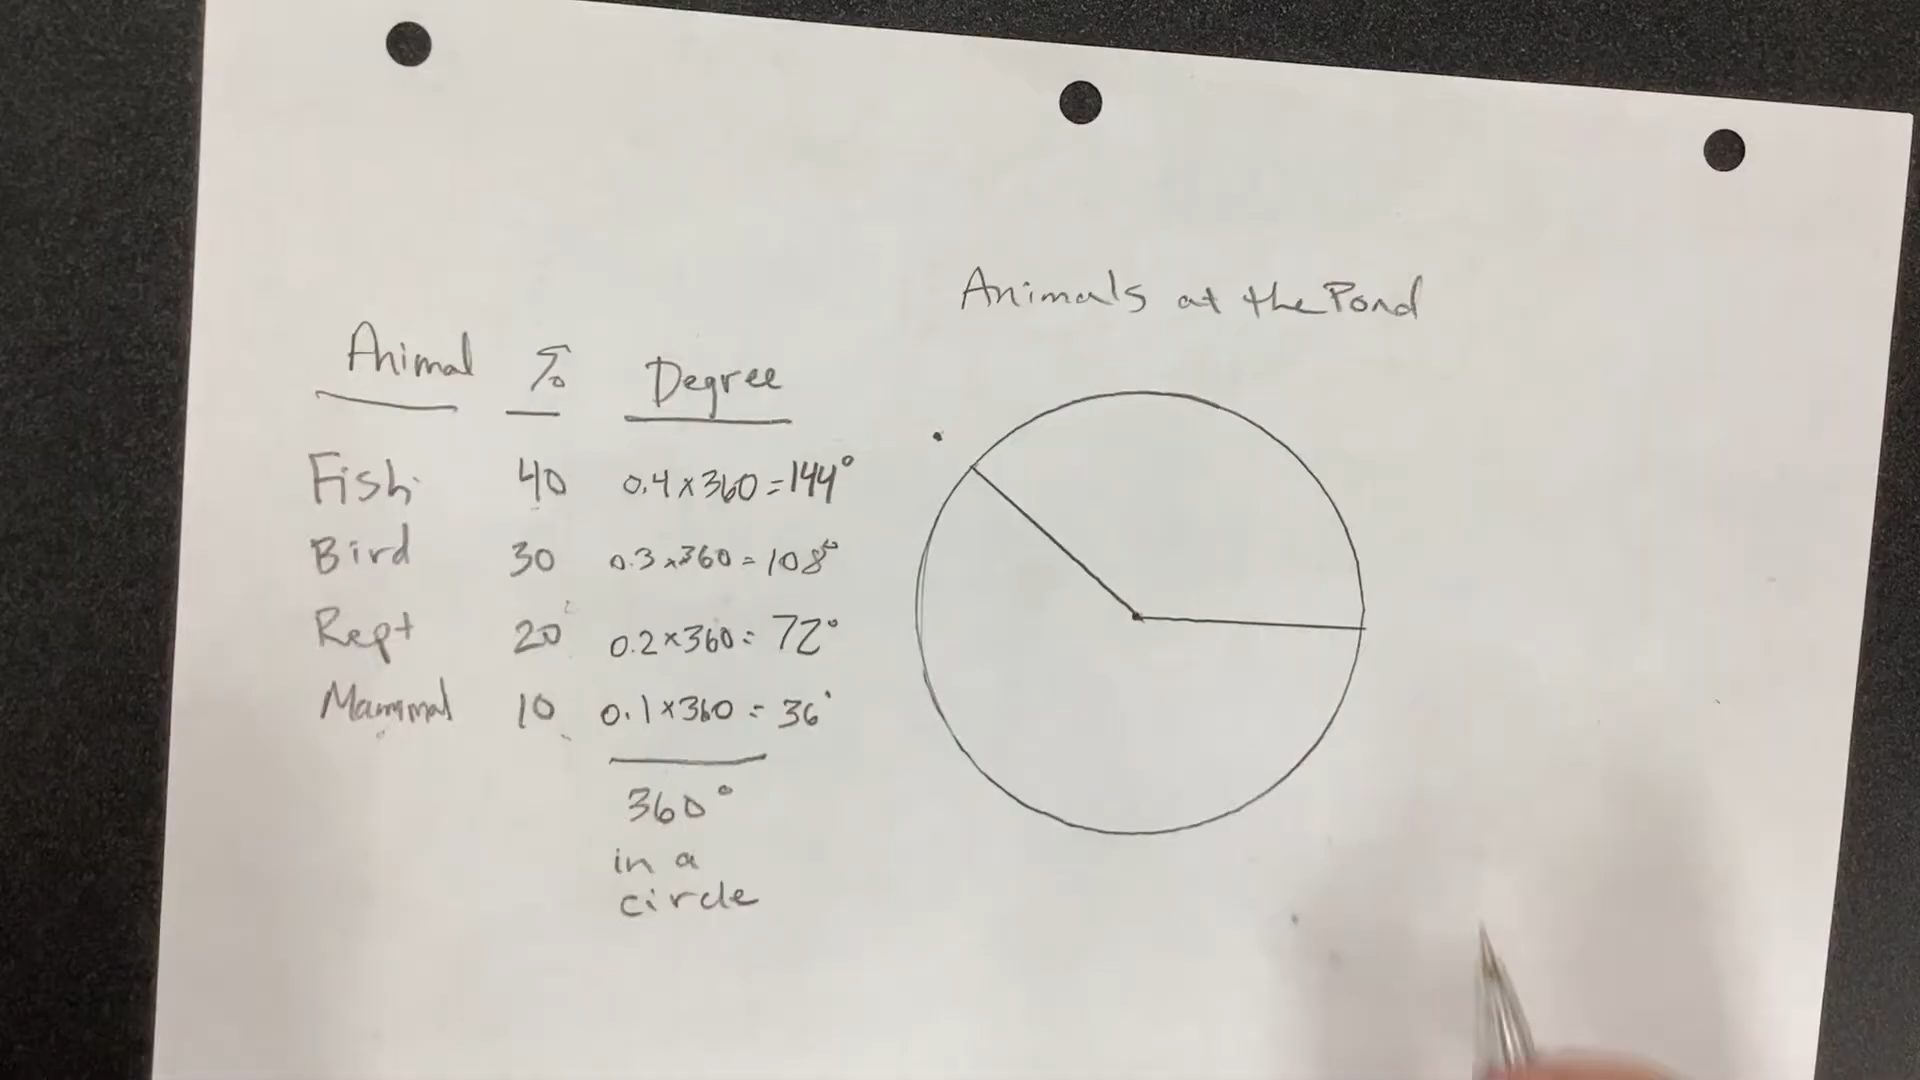 Animals at the Pond
Animal % Degree
Fish 40 0.4 x 360 = 144°
Bird 30 0.3 x 360 = 108°
Rept 20 0.2 x 360 = 72°
Mammal 10 0.1 x 360 = 36°
360°
in a
circle